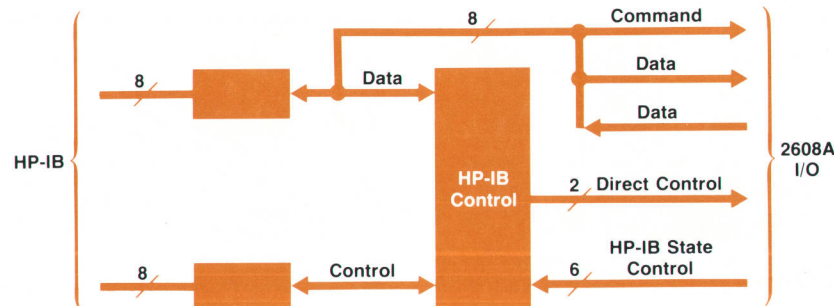 8
Command
8
Data
Data
Data
HP-IB
HP-IB
Control
2608A
I/O
2
Direct Control
8
Control
6
HP-IB State
Control